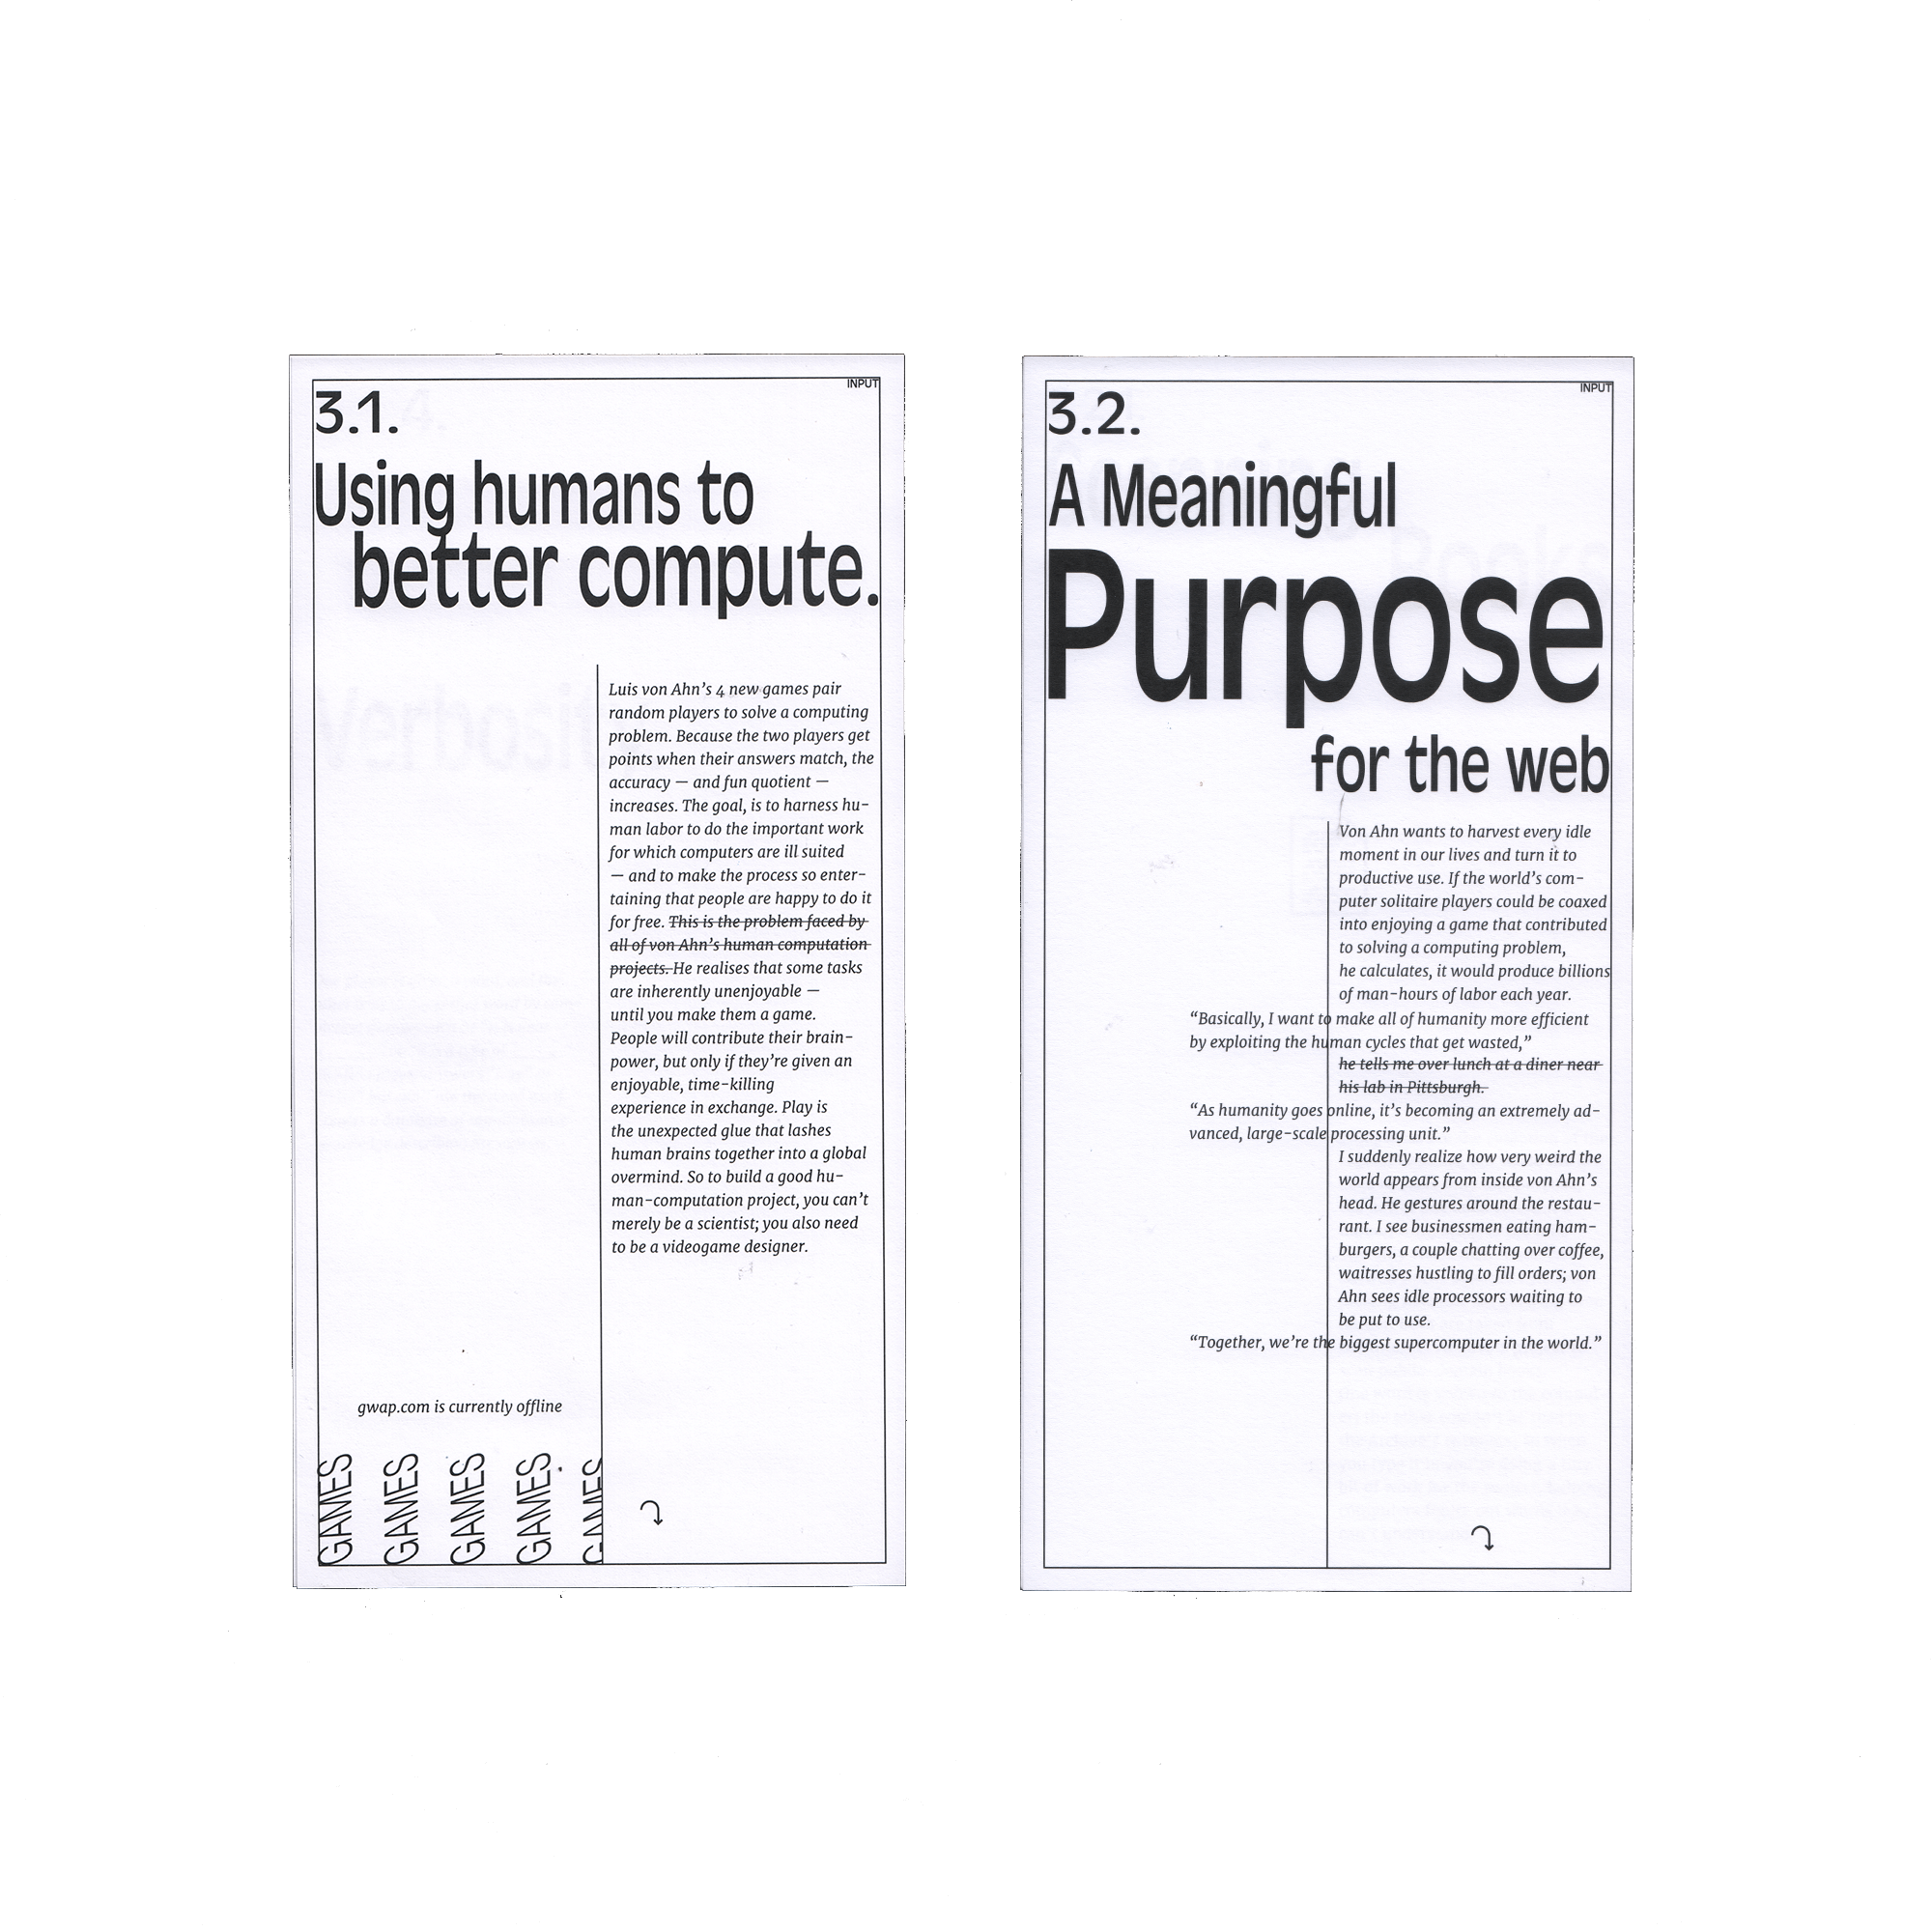 INPUT
3.1.
Using humans to
better compute.
Luis von Ahn’s 4 new games pair
random players to solve a computing
problem. Because the two players get
points when their answers match, the
accuracy — and fun quotient —
increases. The goal, is to harness hu-
man labor to do the important work
for which computers are ill suited
— and to make the process so enter-
taining that people are happy to do it
for free. This is the problem faced by
all of von Ahn’s human computation
projects. He realises that some tasks
are inherently unenjoyable —
until you make them a game.
People will contribute their brain-
power, but only if they’re given an
enjoyable, time-killing
experience in exchange. Play is
the unexpected glue that lashes
human brains together into a global
overmind. So to build a good hu-
man-computation project, you can’t
merely be a scientist; you also need
to be a videogame designer.
gwap.com is currently offline
GAMES
GAMES
GAMES
GAMES
GAMES
INPUT
3.2.
A Meaningful
Purpose
for the web
Von Ahn wants to harvest every idle
moment in our lives and turn it to
productive use. If the world’s com-
puter solitaire players could be coaxed
into enjoying a game that contributed
to solving a computing problem,
he calculates, it would produce billions
of man-hours of labor each year.
“Basically, I want to make all of humanity more efficient
by exploiting the human cycles that get wasted,”
he tells me over lunch at a diner near
his lab in Pittsburgh.
“As humanity goes online, it’s becoming an extremely ad-
vanced, large-scale processing unit.”
I suddenly realize how very weird the
world appears from inside von Ahn’s
head. He gestures around the restau-
rant. I see businessmen eating ham-
burgers, a couple chatting over coffee,
waitresses hustling to fill orders; von
Ahn sees idle processors waiting to
be put to use.
“Together, we’re the biggest supercomputer in the world.”